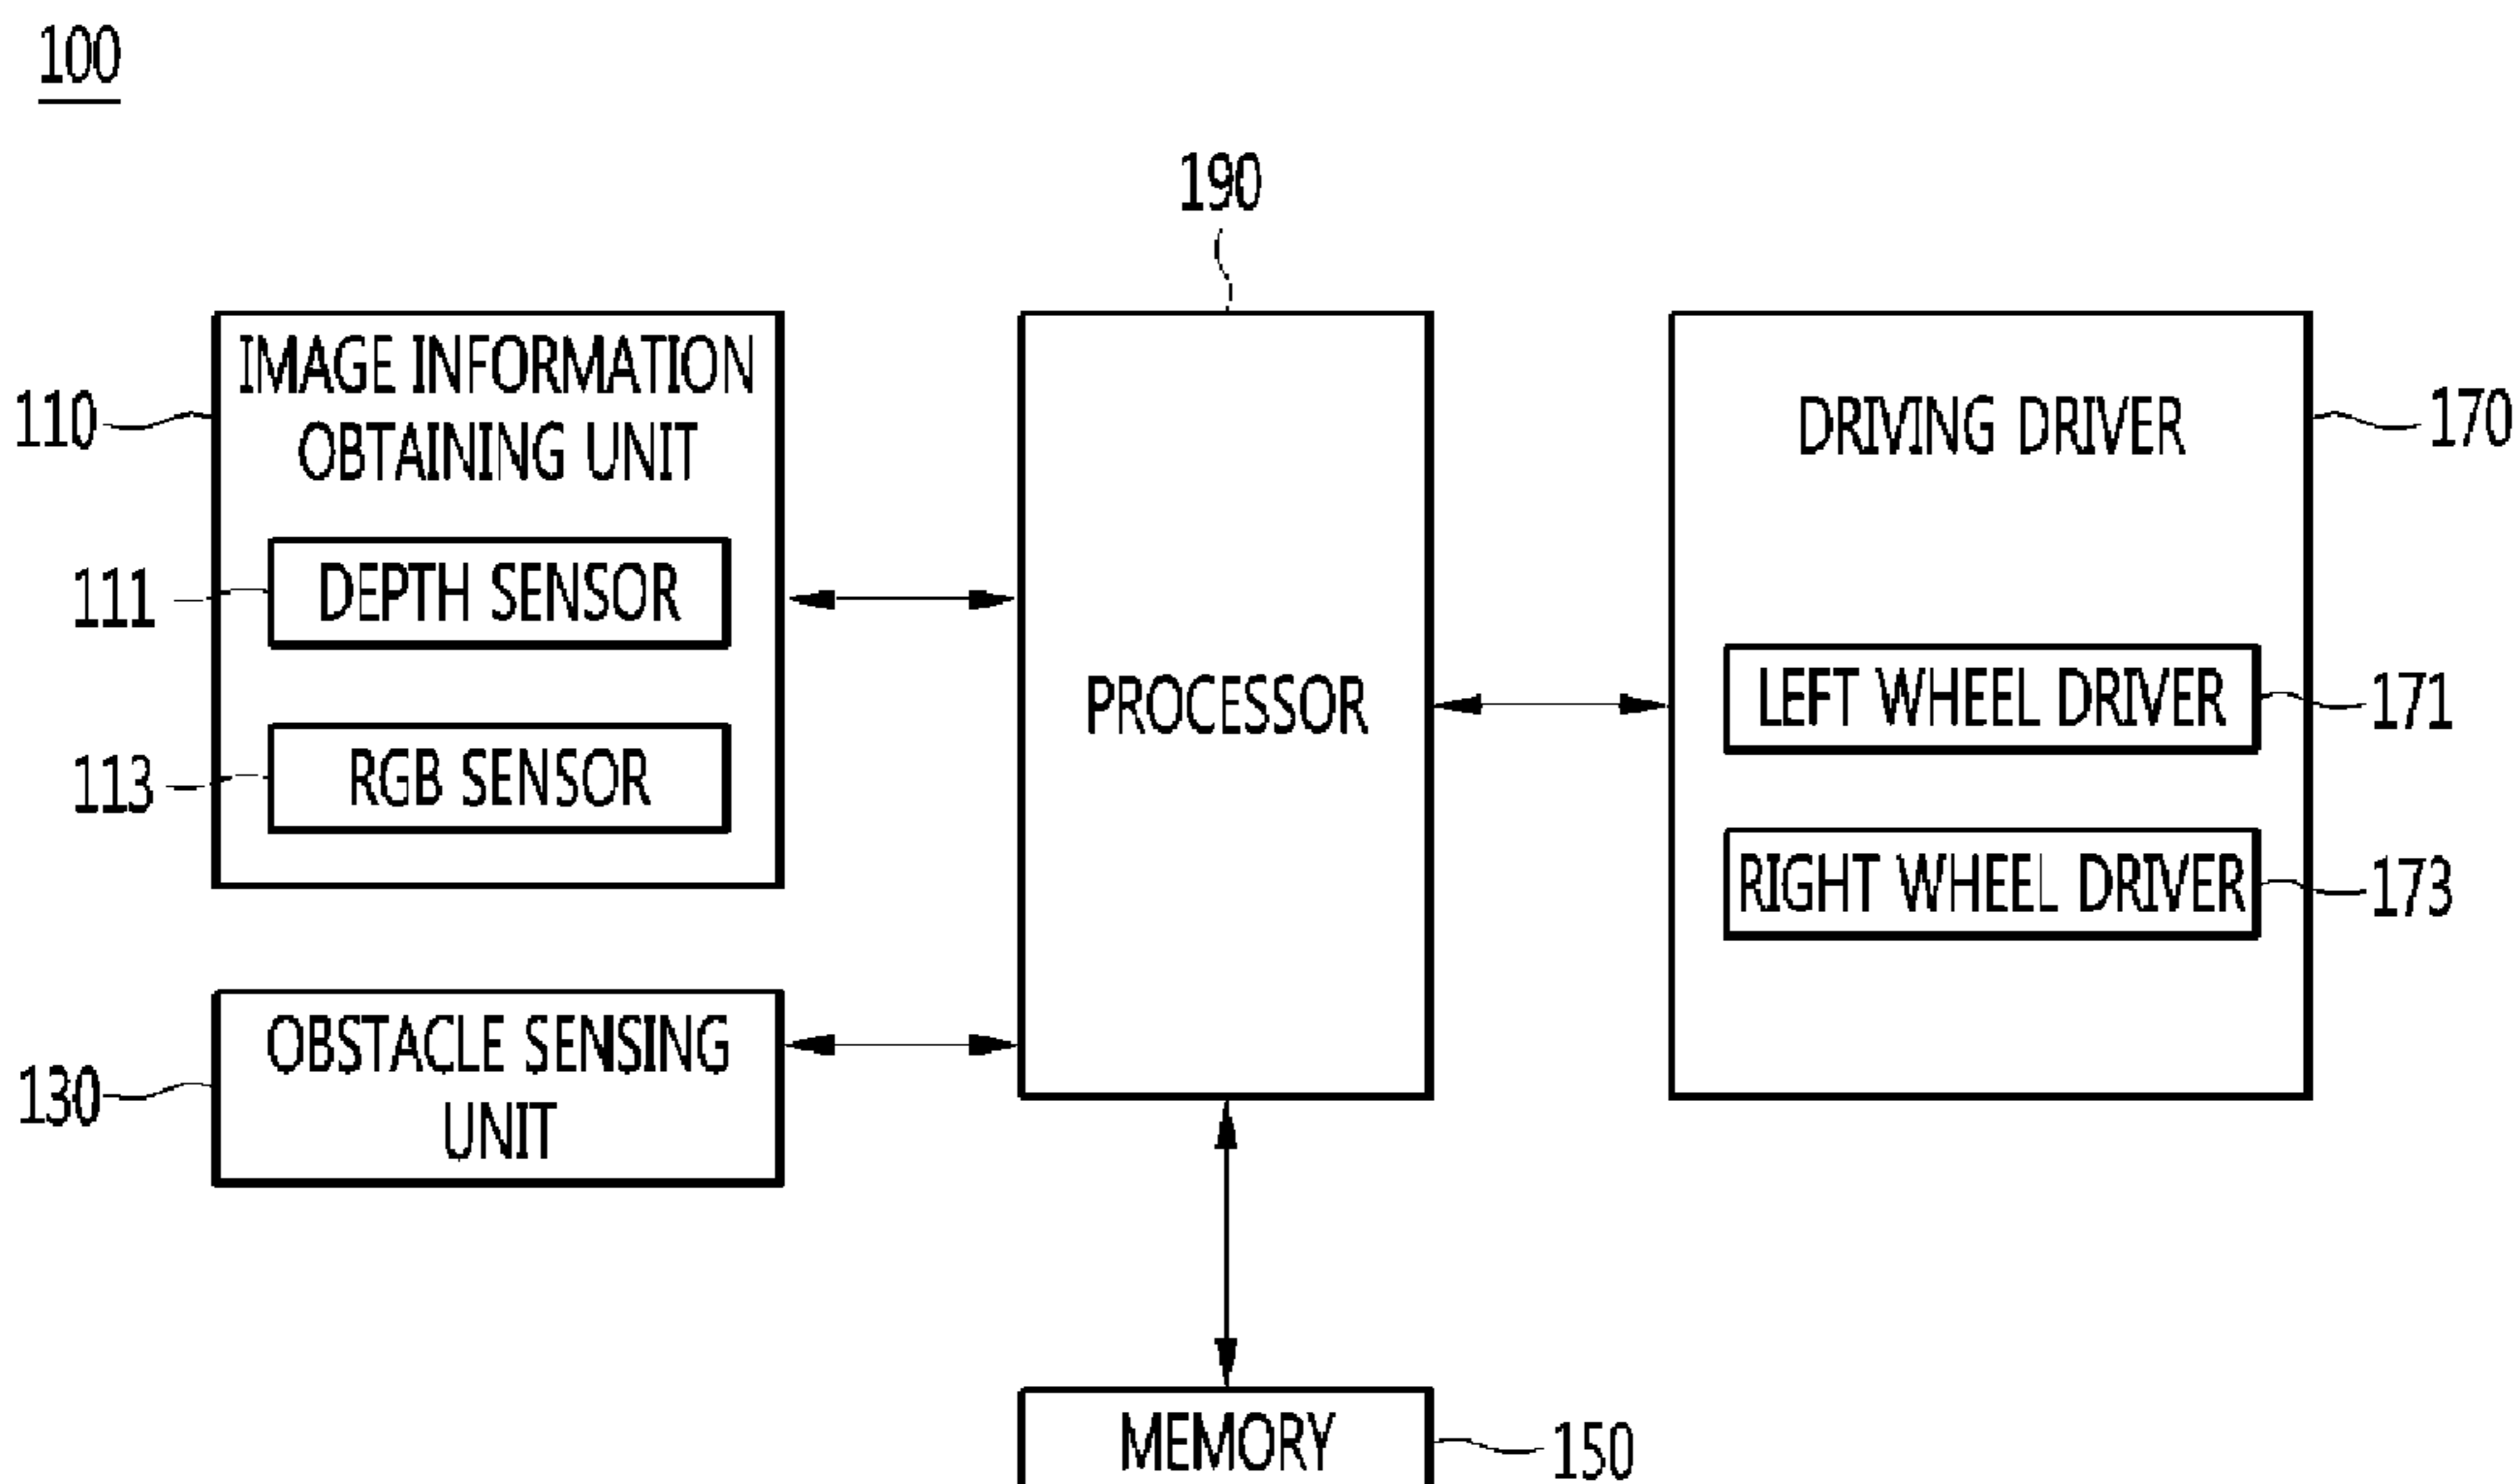 100
190
110
IMAGE INFORMATION
OBTAINING UNIT
111
DEPTH SENSOR
113
RGB SENSOR
PROCESSOR
DRIVING DRIVER
170
LEFT WHEEL DRIVER
171
RIGHT WHEEL DRIVER
173
130
OBSTACLE SENSING
UNIT
MEMORY
150